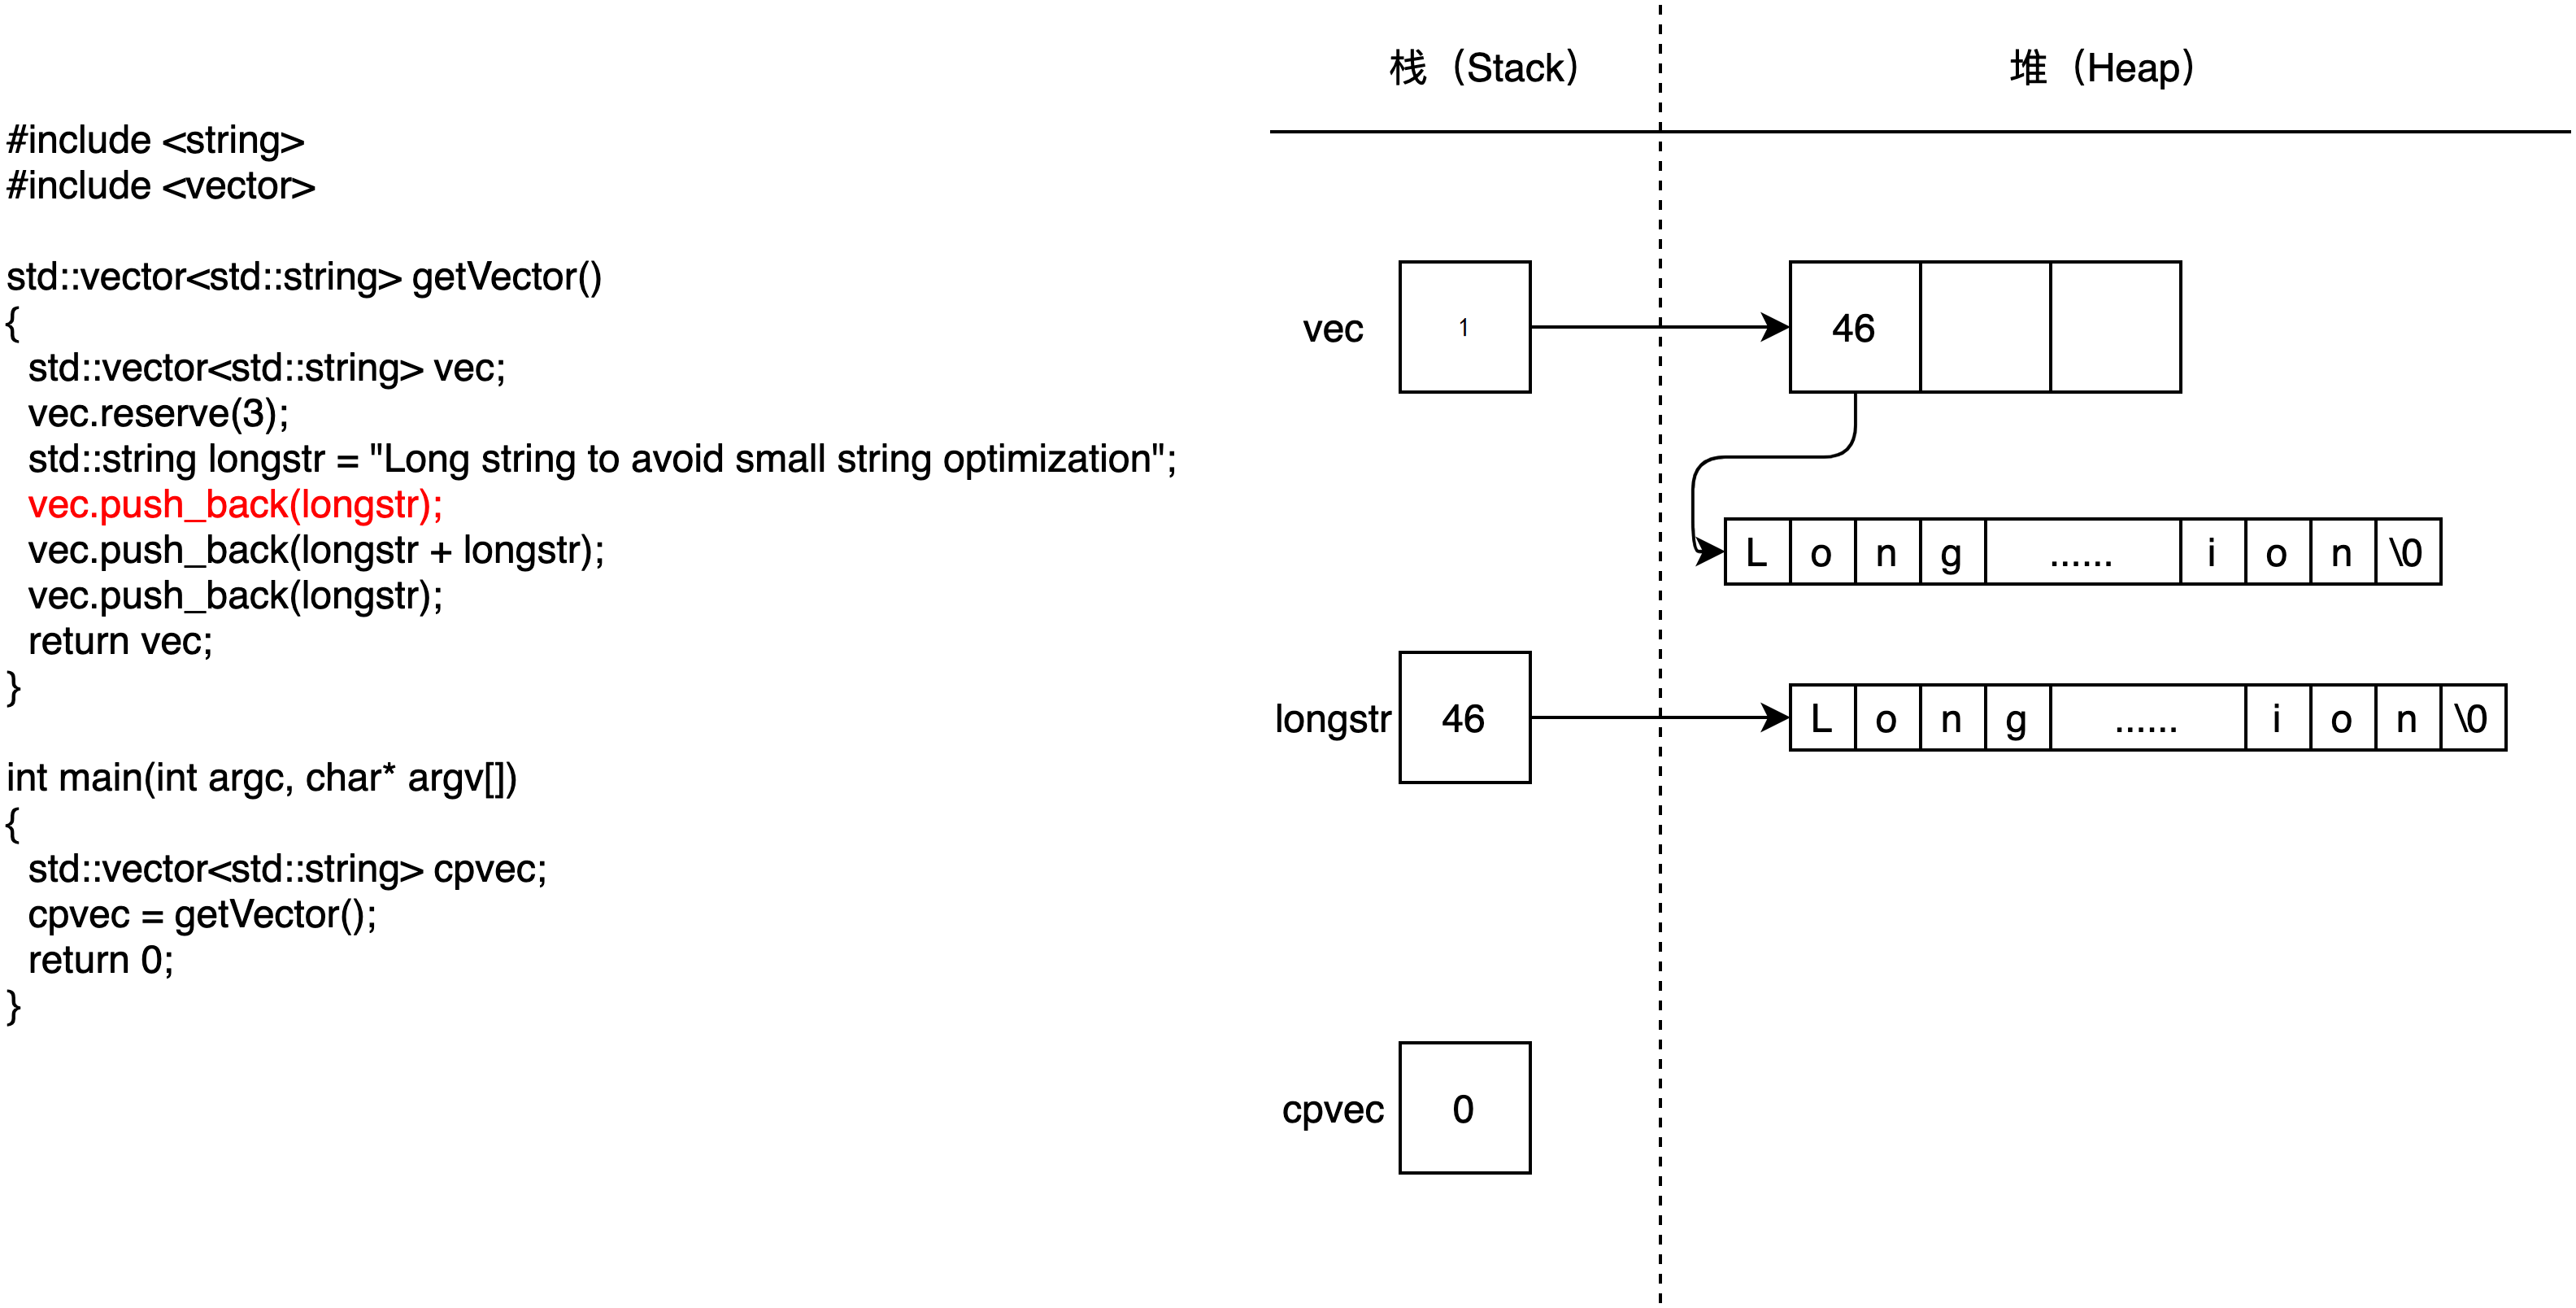 栈（Stack）
堆（Heap）
#include <string>
#include <vector>
std::vector<std::string> getVector()
{
std::vector<std::string> vec;
vec.reserve(3);
std::string longstr = "Long string to avoid small string optimization";
vec.push_back(longstr);
vec.push_back(longstr + longstr);
vec.push_back(longstr);
return vec;
}
int main(int argc, char* argv[])
{
std::vector<std::string> cpvec;
cpvec = getVector();
return 0;
}
vec 1 46
L o n g ...... i o n \0
longstr 46 L o n g ...... i o n \0
cpvec 0